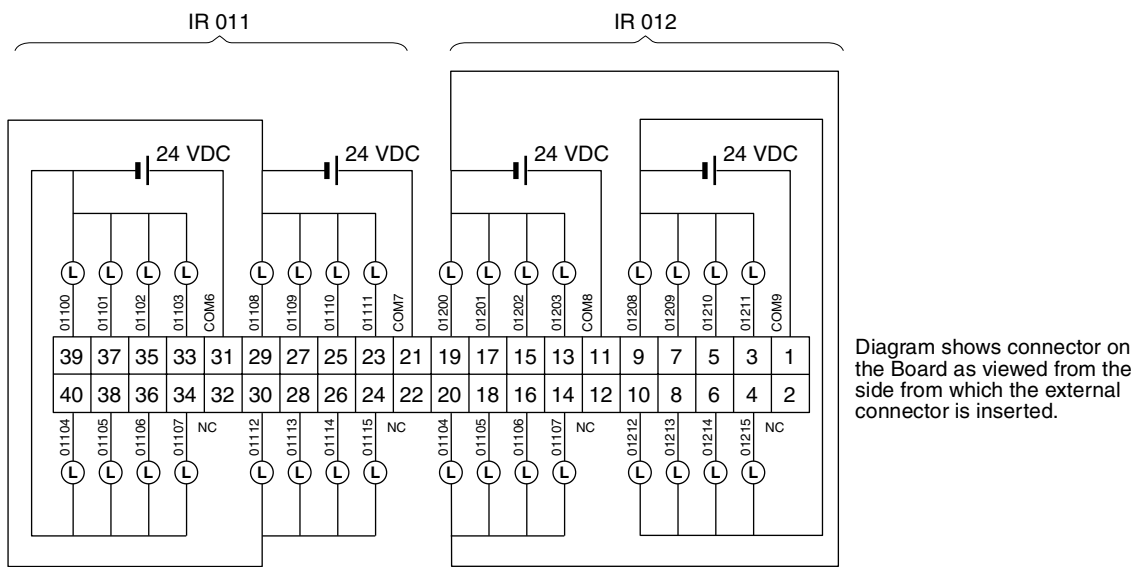 IR 011
IR 012
24 VDC
24 VDC
24 VDC
24 VDC
L L L L L L L L L L L L L L L L
01100 01101 01102 01103 COM6 01108 01109 01110 01111 COM7 01200 01201 01202 01203 COM8 01208 01209 01210 01211 COM9
39 37 35 33 31 29 27 25 23 21 19 17 15 13 11 9 7 5 3 1
40 38 36 34 32 30 28 26 24 22 20 18 16 14 12 10 8 6 4 2
01104 01105 01106 01107 NC 01112 01113 01114 01115 NC 01104 01105 01106 01107 NC 01212 01213 01214 01215 NC
L L L L L L L L L L L L L L L L
Diagram shows connector on
the Board as viewed from the
side from which the external
connector is inserted.